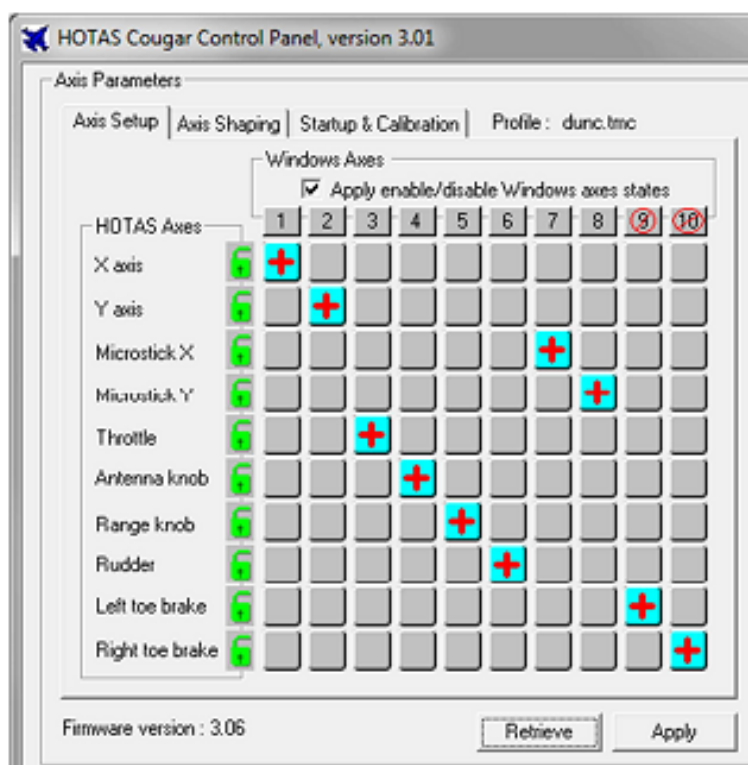 HOTAS Cougar Control Panel, version 3.01
Axis Parameters
Axis Setup Axis Shaping Startup & Calibration Profile : dunc.tmc
Windows Axes
Apply enable/disable Windows axes states
HOTAS Axes 1 2 3 4 5 6 7 8 9 10
X axis
Y axis
Microstick X
Microstick Y
Throttle
Antenna knob
Range knob
Rudder
Left toe brake
Right toe brake
Firmware version : 3.06 Retrieve Apply